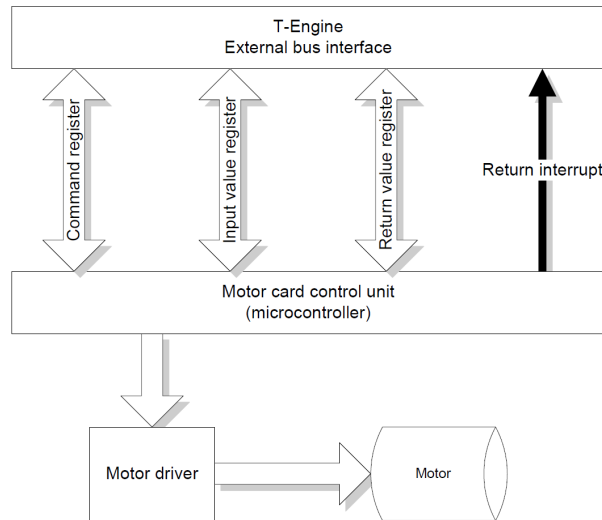 T-Engine
External bus interface
Command register
Input value register
Return value register
Return interrupt
Motor card control unit
(microcontroller)
Motor driver
Motor